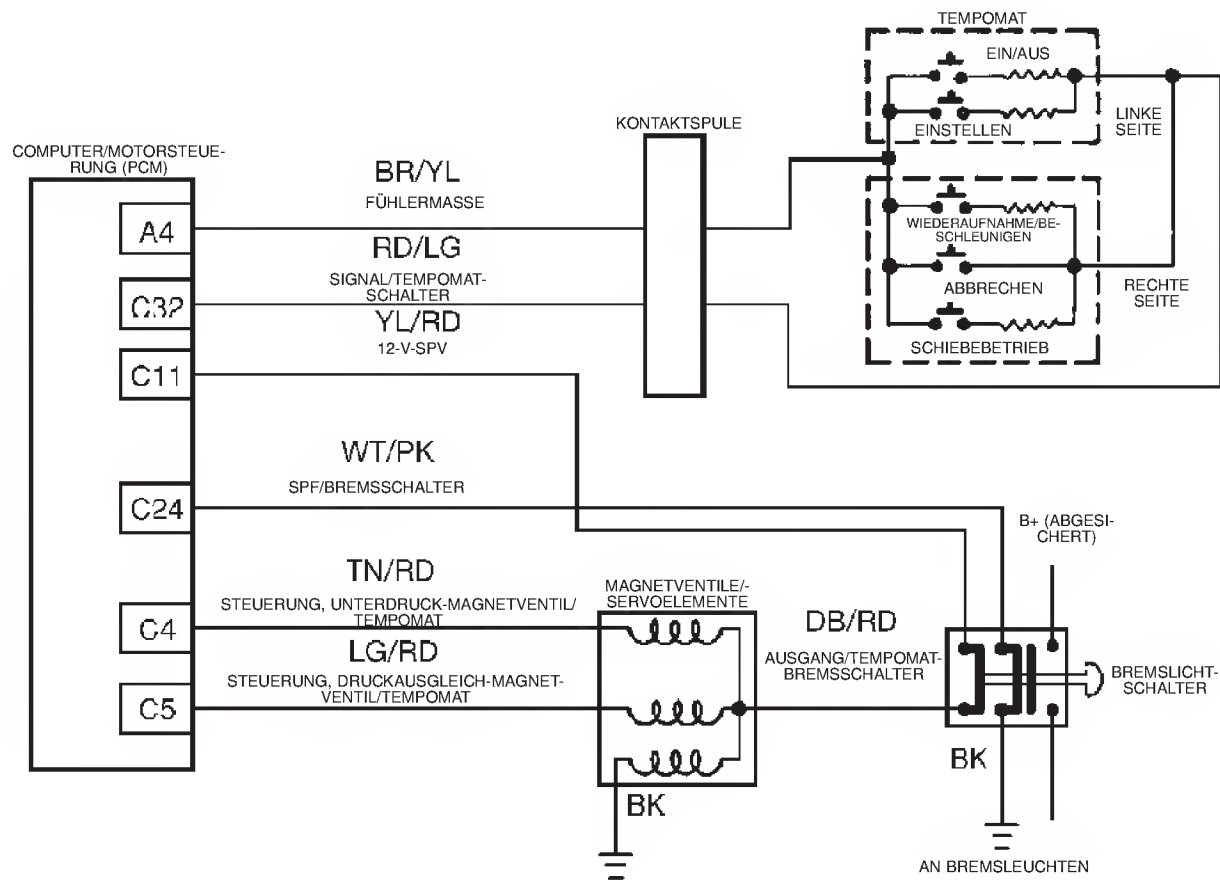 TEMPOMAT
EIN/AUS
EINSTELLEN
LINKE
SEITE
KONTAKTSPULE
COMPUTER/MOTORSTEUE-
RUNG (PCM)
BR/YL
FÜHLERMASSE
A4
RD/LG
SIGNAL/TEMPOMAT-
SCHALTER
C32
YL/RD
12-V-SPV
C11
WIEDERAUFNAHME/BE-
SCHLEUNIGEN
ABBRECHEN
SCHIEBEBETRIEB
RECHTE
SEITE
WT/PK
SPF/BREMSSCHALTER
C24
B+ (ABGESI-
CHERT)
TN/RD
STEUERUNG, UNTERDRUCK-MAGNETVENTIL/
TEMPOMAT
C4
LG/RD
STEUERUNG, DRUCKAUSGLEICH-MAGNET-
VENTIL/TEMPOMAT
C5
MAGNETVENTILE/-
SERVOELEMENTE
BK
DB/RD
AUSGANG/TEMPOMAT-
BREMSSCHALTER
BREMSLICHT-
SCHALTER
BK
AN BREMSLEUCHTEN